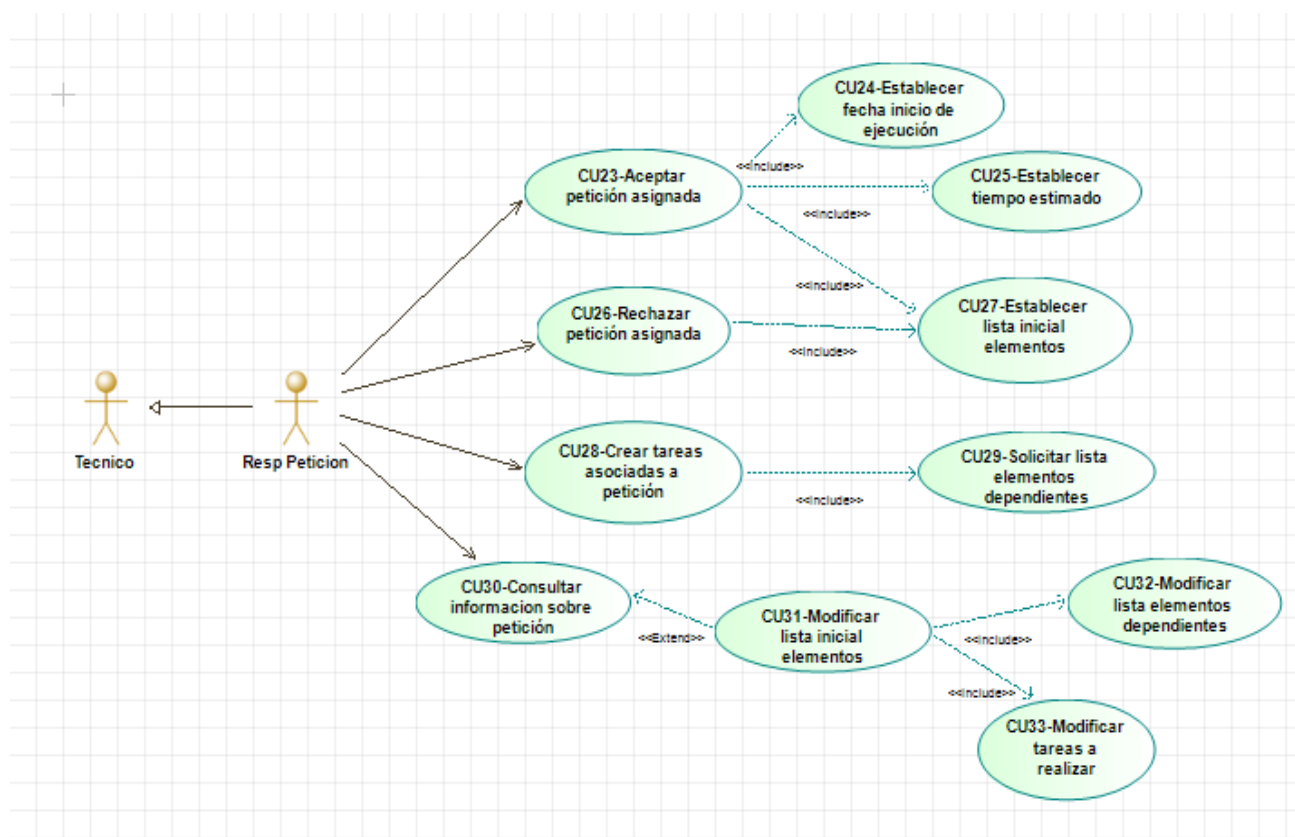 CU24-Establecer
fecha inicio de
ejecución
<<include>>
CU23-Aceptar
petición asignada
CU25-Establecer
tiempo estimado
<<include>>
<<include>>
CU26-Rechazar
petición asignada
CU27-Establecer
lista inicial
elementos
<<include>>
Tecnico
Resp Peticion
CU28-Crear tareas
asociadas a
petición
CU29-Solicitar lista
elementos
dependientes
<<include>>
CU30-Consultar
informacion sobre
petición
<<Extend>>
CU31-Modificar
lista inicial
elementos
CU32-Modificar
lista elementos
dependientes
<<include>>
<<include>>
CU33-Modificar
tareas a
realizar